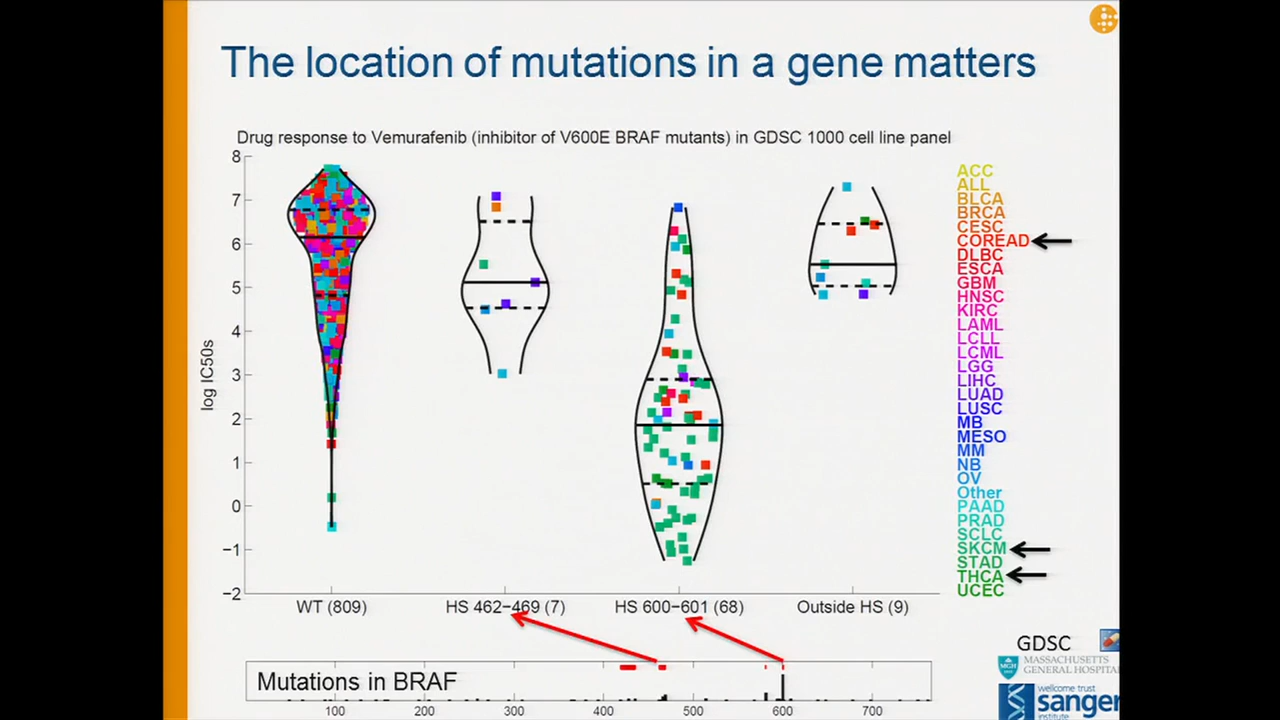 The location of mutations in a gene matters
Drug response to Vemurafenib (inhibitor of V600E BRAF mutants) in GDSC 1000 cell line panel
8
7
6
5
4
3
2
1
0
−1
−2
log IC50s
WT (809)
HS 462−469 (7)
HS 600−601 (68)
Outside HS (9)
ACC
ALL
BLCA
BRCA
CESC
COREAD
DLBC
ESCA
GBM
HNSC
KIRC
LAML
LCLL
LCML
LGG
LIHC
LUAD
LUSC
MB
MESO
MM
NB
OV
Other
PAAD
PRAD
SCLC
SKCM
STAD
THCA
UCEC
Mutations in BRAF
100 200 300 400 500 600 700
GDSC
MGH
MASSACHUSETTS
GENERAL HOSPITA
wellcome trust
sanger
institute